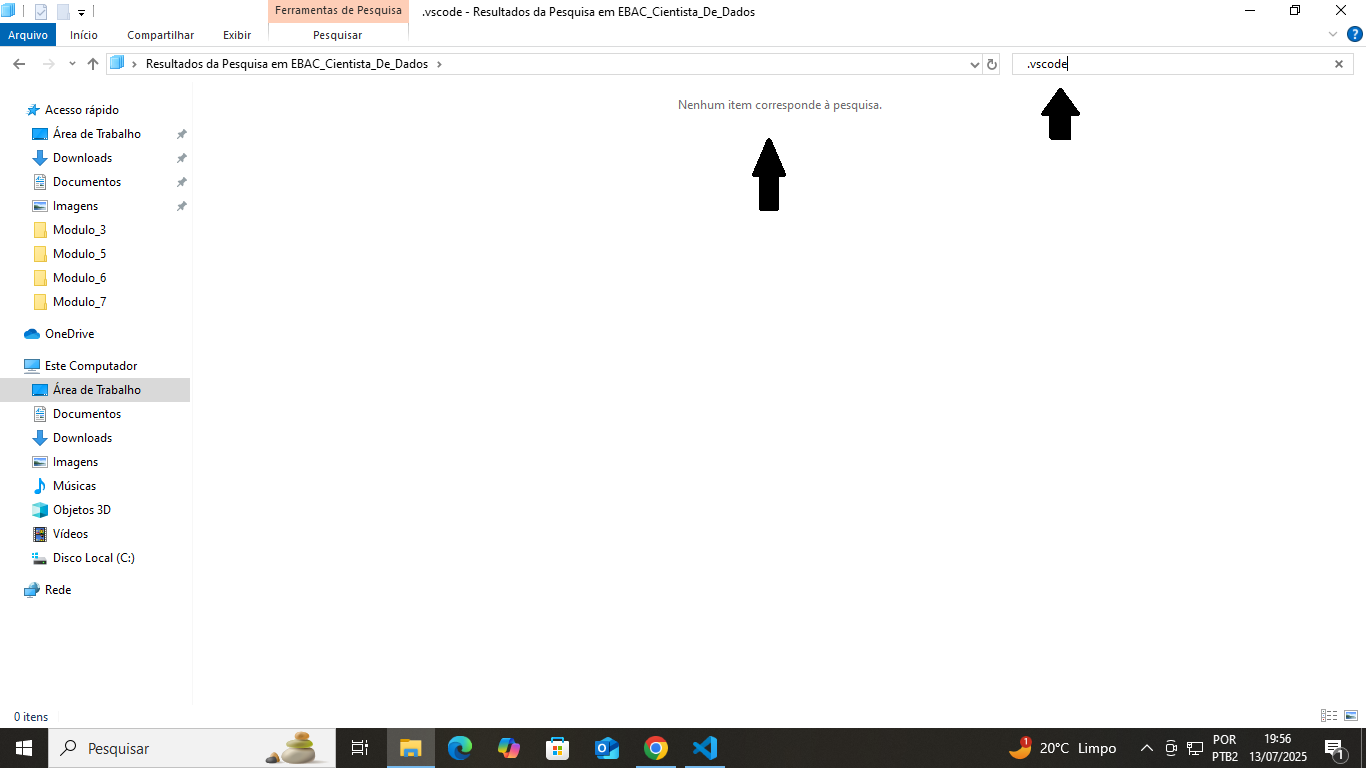 Ferramentas de Pesquisa
.vscode - Resultados da Pesquisa em EBAC_Cientista_De_Dados
Arquivo
Início
Compartilhar
Exibir
Pesquisar
Resultados da Pesquisa em EBAC_Cientista_De_Dados
.vscode
Nenhum item corresponde à pesquisa.
Acesso rápido
Área de Trabalho
Downloads
Documentos
Imagens
Modulo_3
Modulo_5
Modulo_6
Modulo_7
OneDrive
Este Computador
Área de Trabalho
Documentos
Downloads
Imagens
Músicas
Objetos 3D
Vídeos
Disco Local (C:)
Rede
0 itens
Pesquisar
1
20°C Limpo
POR
PTB2
19:56
13/07/2025
1